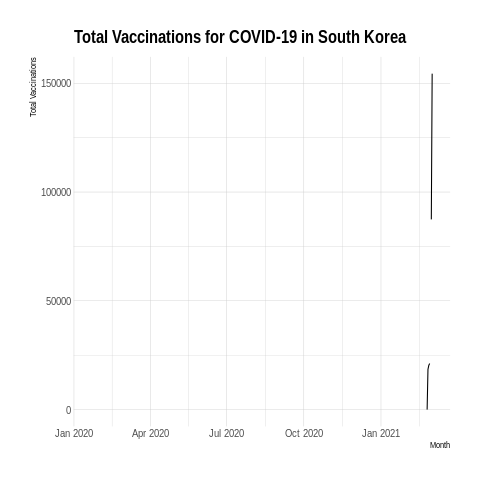 Total Vaccinations for COVID-19 in South Korea
Total Vaccinations
150000
100000
50000
0
Jan 2020 Apr 2020 Jul 2020 Oct 2020 Jan 2021
Month